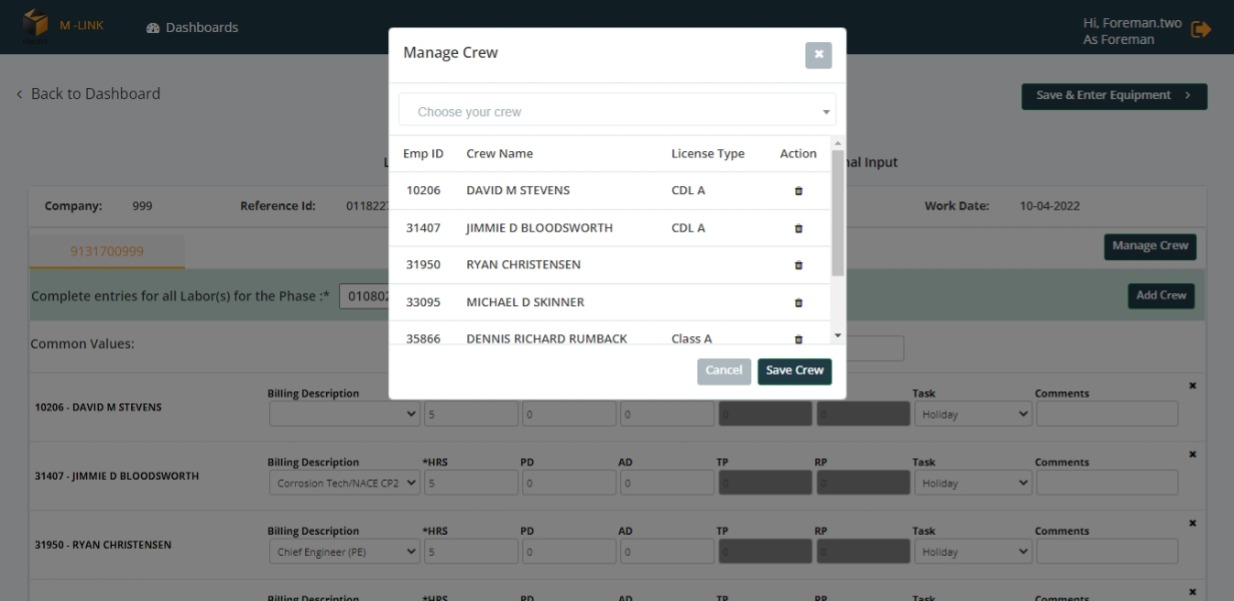 M -LINK
Dashboards
Hi, Foreman.two
As Foreman
Manage Crew
Back to Dashboard
Save & Enter Equipment
Choose your crew
Emp ID Crew Name License Type Action
10206 DAVID M STEVENS CDL A
31407 JIMMIE D BLOODSWORTH CDL A
31950 RYAN CHRISTENSEN
33095 MICHAEL D SKINNER
35866 DENNIS RICHARD RUMBACK Class A
Cancel Save Crew
Input
Company: 999 Reference Id: Work Date: 10-04-2022
9131700999 Manage Crew
Complete entries for all Labor(s) for the Phase :* Add Crew
Common Values:
Billing Description Task Comments
10206 - DAVID M STEVENS 5 0 0 0 0 Holiday
Billing Description *HRS PD AD TP RP Task Comments
31407 - JIMMIE D BLOODSWORTH Corrosion Tech/NACE CP2 5 0 0 0 0 Holiday
Billing Description *HRS PD AD TP RP Task Comments
31950 - RYAN CHRISTENSEN Chief Engineer (PE) 5 0 0 0 0 Holiday
Billing Description *HRS PD AD TP RP Task Comments